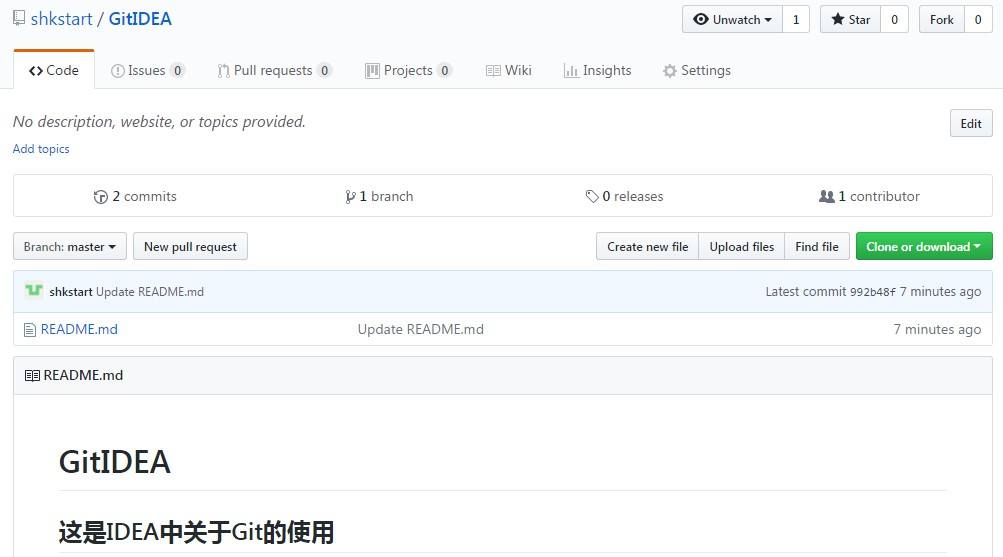 shkstart / GitIDEA
Unwatch 1 Star 0 Fork 0
Code Issues 0 Pull requests 0 Projects 0 Wiki Insights Settings
No description, website, or topics provided. Edit
Add topics
2 commits 1 branch 0 releases 1 contributor
Branch: master New pull request Create new file Upload files Find file Clone or download
shkstart Update README.md Latest commit 992b48f 7 minutes ago
README.md Update README.md 7 minutes ago
README.md
GitIDEA
这是IDEA中关于Git的使用